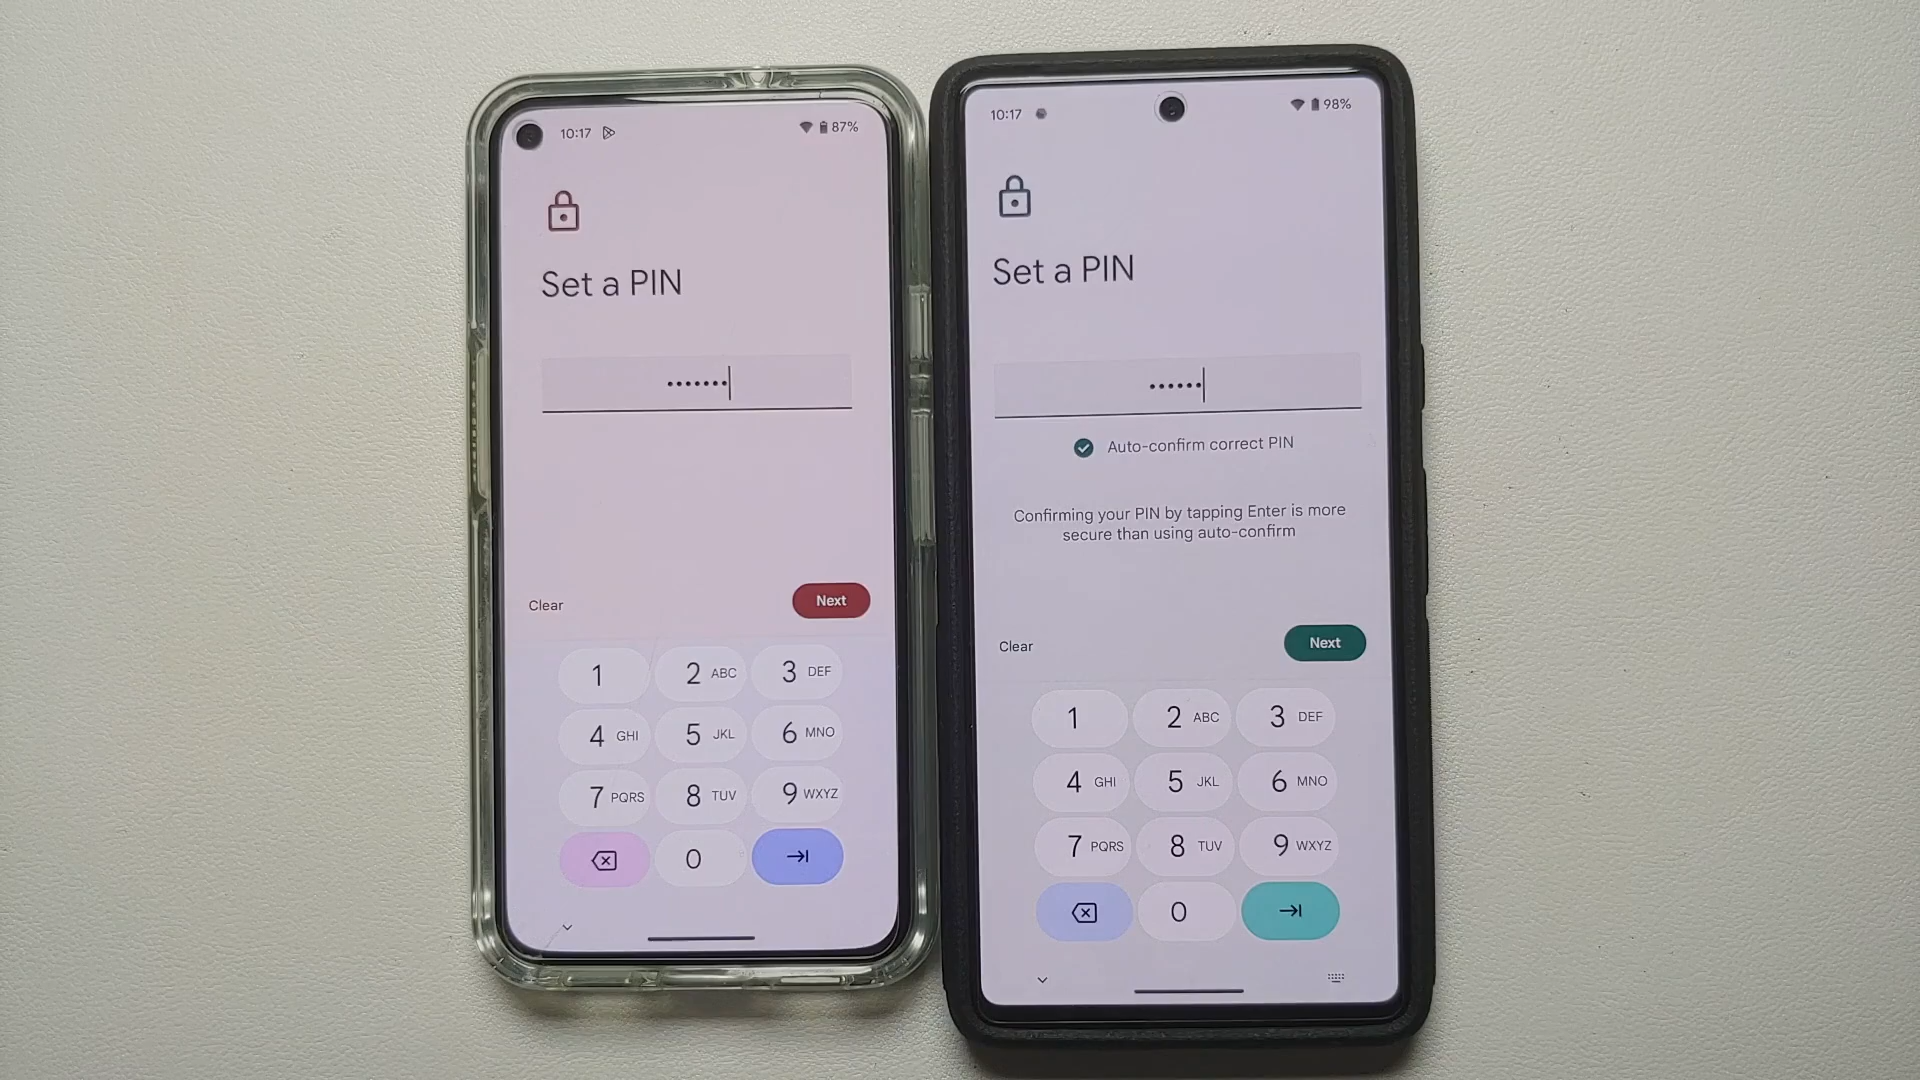 10:17
87%
Set a PIN
•••••••
Clear
Next
1
2 ABC
3 DEF
4 GHI
5 JKL
6 MNO
7 PQRS
8 TUV
9 WXYZ
0
10:17
98%
Set a PIN
••••••
Auto-confirm correct PIN
Confirming your PIN by tapping Enter is more
secure than using auto-confirm
Clear
Next
1
2 ABC
3 DEF
4 GHI
5 JKL
6 MNO
7 PQRS
8 TUV
9 WXYZ
0